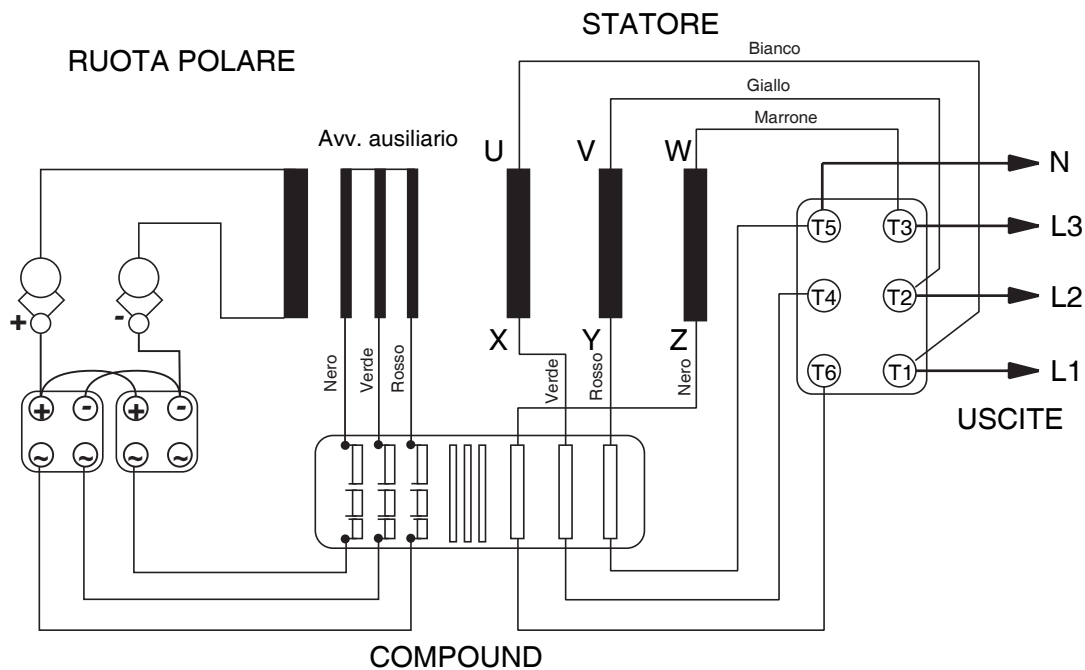 STATORE
RUOTA POLARE
Bianco
Giallo
Marrone
Avv. ausiliario
U
V
W
N
T5
T3
L3
T4
T2
L2
T6
T1
L1
USCITE
X
Y
Z
Nero
Verde
Rosso
Verde
Rosso
Nero
+
-
+
-
+
-
~
~
~
~
COMPOUND